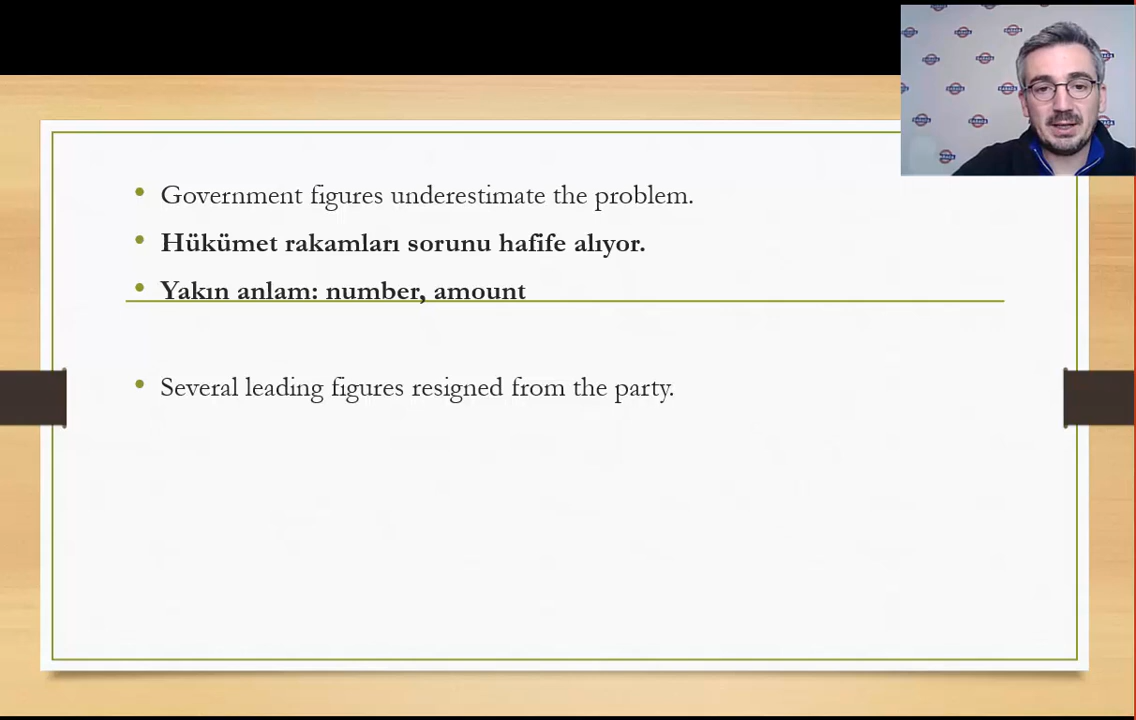 Government figures underestimate the problem.
Hükümet rakamları sorunu hafife alıyor.
Yakın anlam: number, amount
Several leading figures resigned from the party.